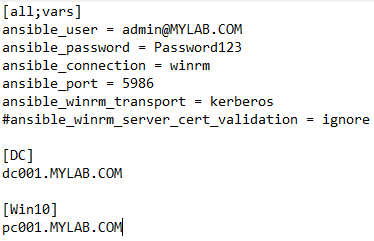 [all;vars]
ansible_user = admin@MYLAB.COM
ansible_password = Password123
ansible_connection = winrm
ansible_port = 5986
ansible_winrm_transport = kerberos
#ansible_winrm_server_cert_validation = ignore
[DC]
dc001.MYLAB.COM
[Win10]
pc001.MYLAB.COM